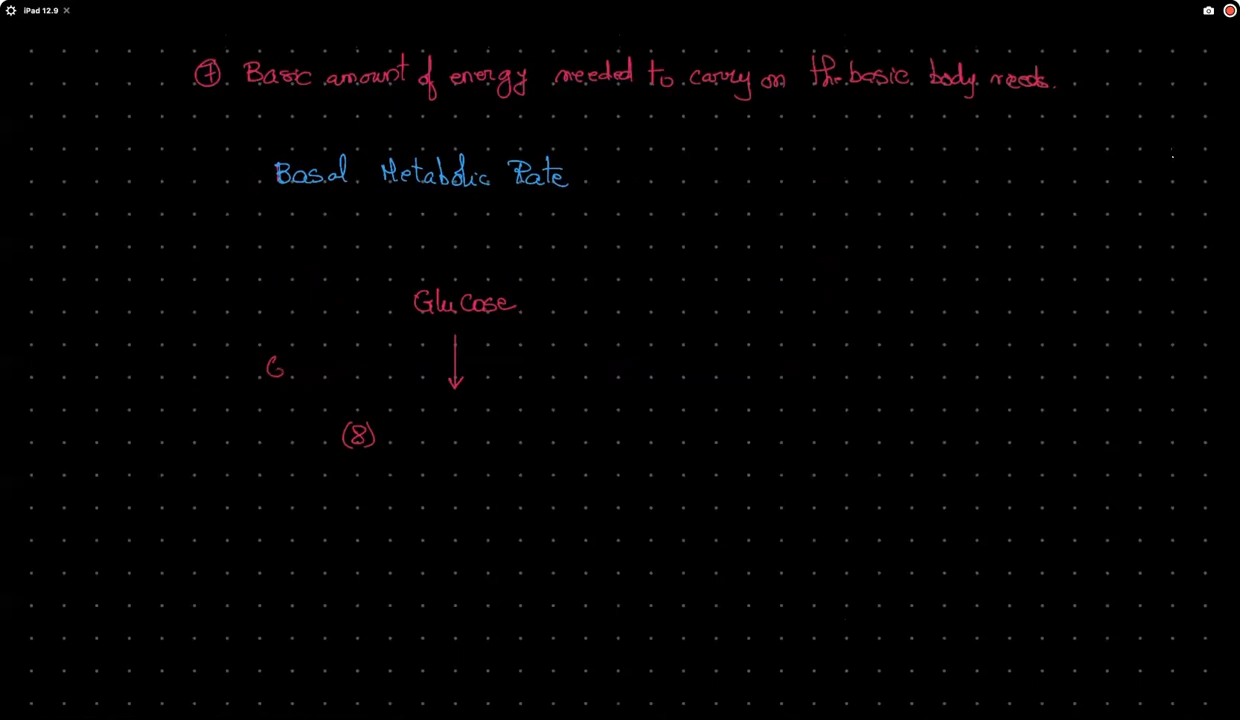 iPad 12.9
(7) Basic amount of energy needed to carry on the basic body needs.
Basal Metabolic Rate
Glucose
G
(8)